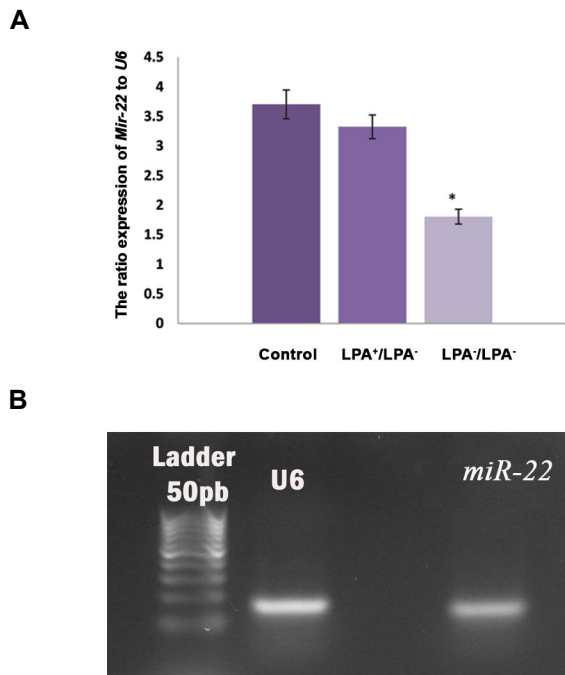 A
The ratio expression of Mir-22 to U6
4.5
4
3.5
3
2.5
2
1.5
1
0.5
0
*
Control LPA⁺/LPA⁻ LPA⁻/LPA⁻
B
Ladder
50pb
U6
miR-22